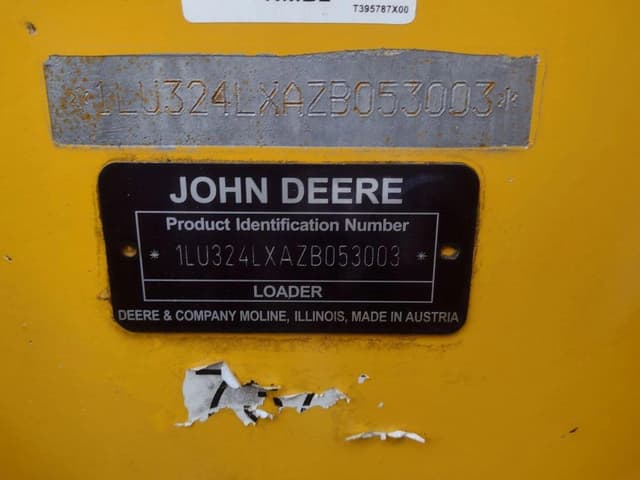 T395787X00
*1LU324LXAZB053003*
JOHN DEERE
Product Identification Number
* 1LU324LXAZB053003 *
LOADER
DEERE & COMPANY MOLINE, ILLINOIS, MADE IN AUSTRIA